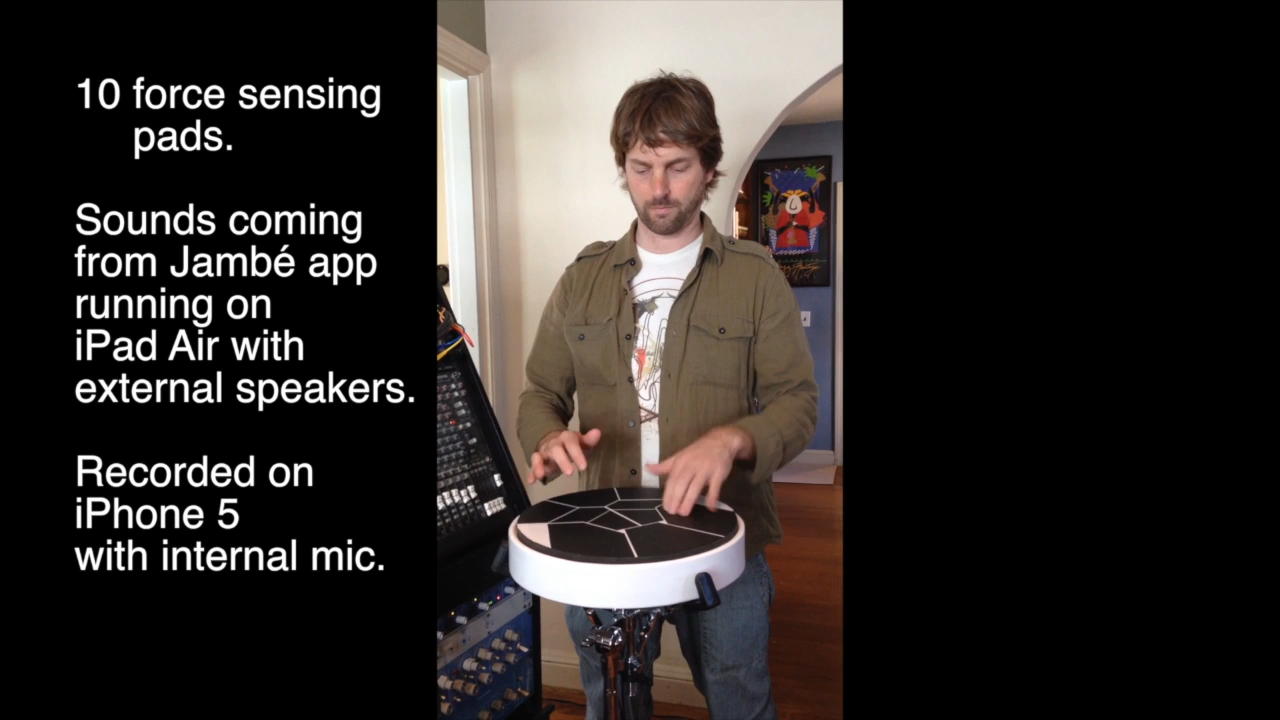 10 force sensing
pads.
Sounds coming
from Jambé app
running on
iPad Air with
external speakers.
Recorded on
iPhone 5
with internal mic.